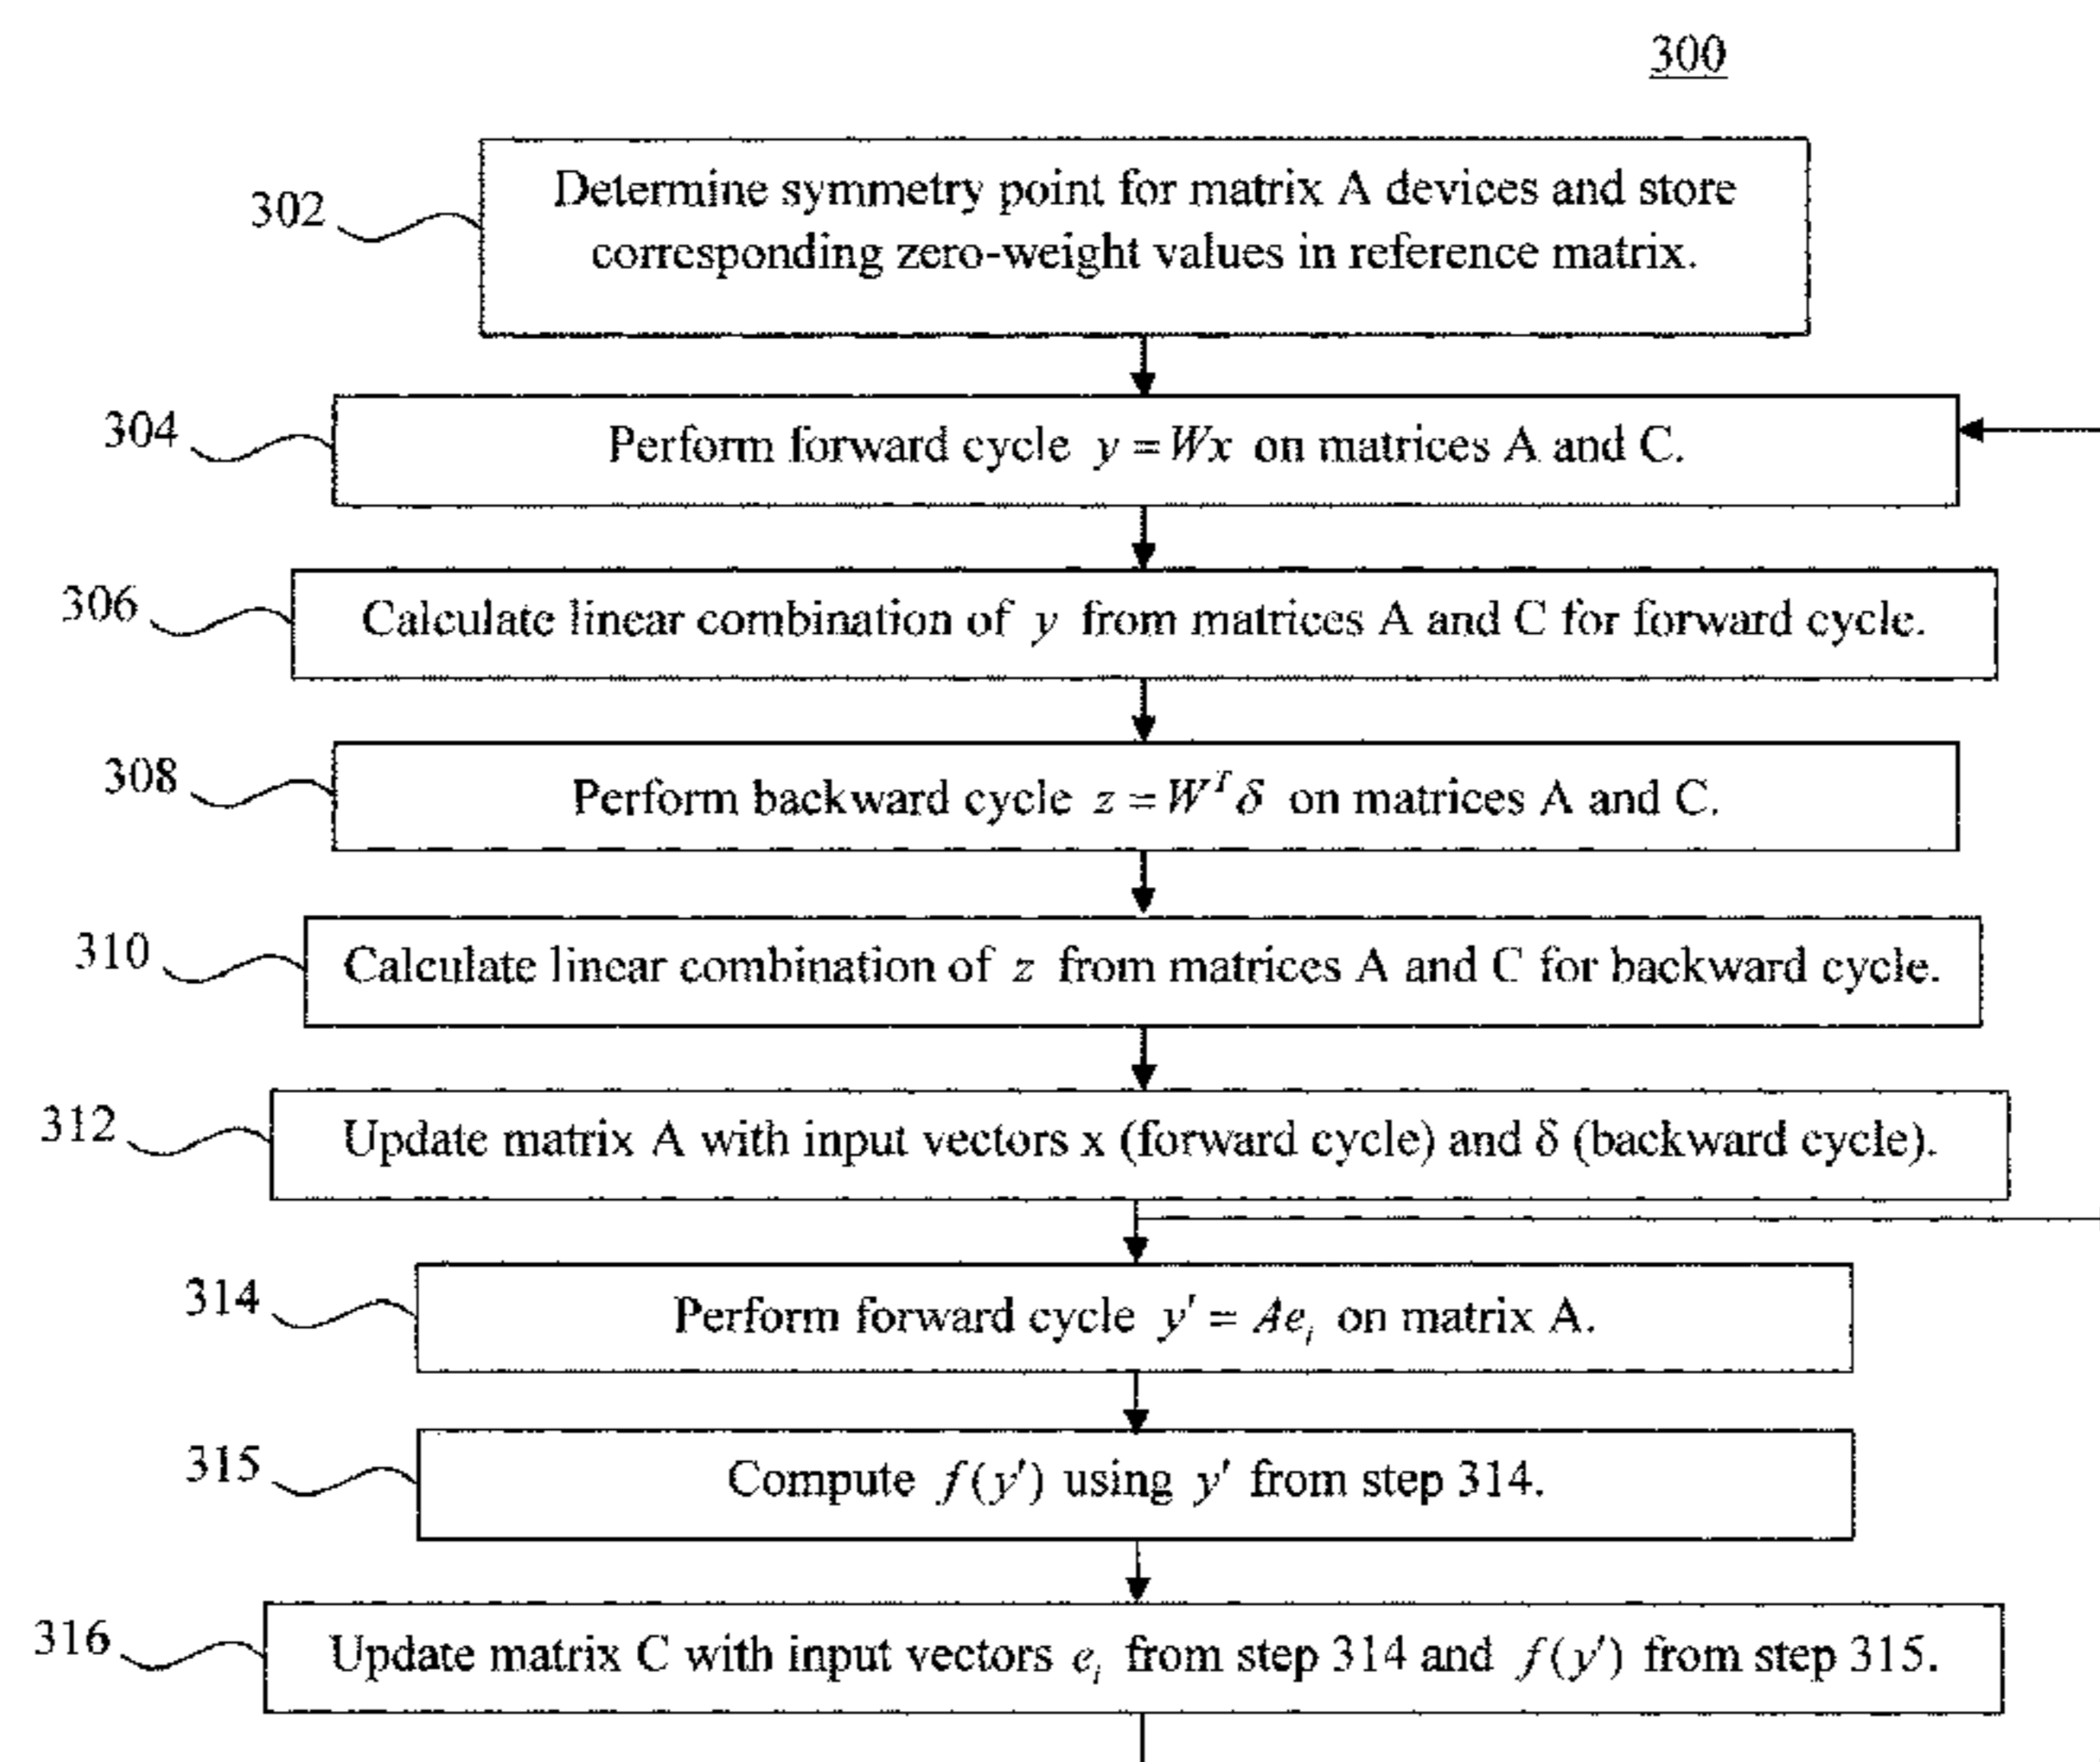 300
302
Determine symmetry point for matrix A devices and store
corresponding zero-weight values in reference matrix.
304
Perform forward cycle y = Wx on matrices A and C.
306
Calculate linear combination of y from matrices A and C for forward cycle.
308
Perform backward cycle z = Wᵀδ on matrices A and C.
310
Calculate linear combination of z from matrices A and C for backward cycle.
312
Update matrix A with input vectors x (forward cycle) and δ (backward cycle).
314
Perform forward cycle y' = Aeᵢ on matrix A.
315
Compute f(y') using y' from step 314.
316
Update matrix C with input vectors eᵢ from step 314 and f(y') from step 315.